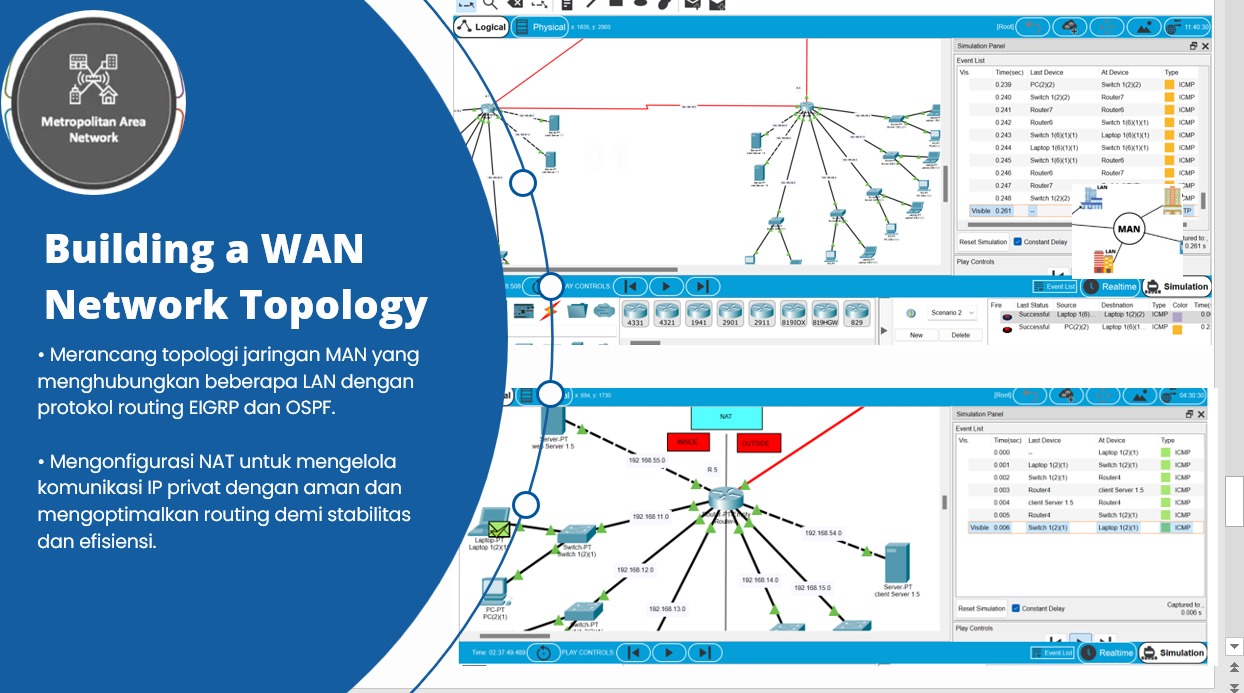 Metropolitan Area
Network
Building a WAN
Network Topology
• Merancang topologi jaringan MAN yang
menghubungkan beberapa LAN dengan
protokol routing EIGRP dan OSPF.
• Mengonfigurasi NAT untuk mengelola
komunikasi IP privat dengan aman dan
mengoptimalkan routing demi stabilitas
dan efisiensi.
Logical Physical x: 1835, y: 2903 [Root] 11:40:30
Simulation Panel
Event List
Vis. Time(sec) Last Device At Device Type
0.239 PC(2)(2) Switch 1(2)(2) ICMP
0.240 Switch 1(2)(2) Router7 ICMP
0.241 Router7 Router6 ICMP
0.242 Router6 Switch 1(6)(1)(1) ICMP
0.243 Switch 1(6)(1)(1) Laptop 1(6)(1)(1) ICMP
0.244 Laptop 1(6)(1)(1) Switch 1(6)(1)(1) ICMP
0.245 Switch 1(6)(1)(1) Router6 ICMP
0.246 Router6 Router7 ICMP
0.247 Router7
0.248 Switch 1(2)(2)
Visible 0.261 -- TP
LAN
MAN
LAN
Reset Simulation Constant Delay
0.261 s
Play Controls
PLAY CONTROLS: Event List Realtime Simulation
4331 4321 1941 2901 2911 819IOX 819HGW 829
Scenario 2
New Delete
Fire Last Status Source Destination Type Color
Successful Laptop 1(6)... Laptop 1(2)(2) ICMP
Successful PC(2)(2) Laptop 1(6)(1... ICMP
x: 694, y: 1730 [Root] 04:30:30
NAT
INSIDE OUTSIDE
R 5
Server-PT
web Server 1.5
192.168.55.0
Router4
192.168.11.0
192.168.54.0
Laptop-PT
Laptop 1(2)(1)
Switch-PT
Switch 1(2)(1)
192.168.12.0
192.168.14.0
192.168.15.0
Server-PT
client Server 1.5
PC-PT
PC(2)(1)
192.168.13.0
Switch-PT
Simulation Panel
Event List
Vis. Time(sec) Last Device At Device Type
0.000 -- Laptop 1(2)(1) ICMP
0.001 Laptop 1(2)(1) Switch 1(2)(1) ICMP
0.002 Switch 1(2)(1) Router4 ICMP
0.003 Router4 client Server 1.5 ICMP
0.004 client Server 1.5 Router4 ICMP
0.005 Router4 Switch 1(2)(1) ICMP
Visible 0.006 Switch 1(2)(1) Laptop 1(2)(1) ICMP
Reset Simulation Constant Delay
Captured to:
0.006 s
Play Controls
Time: 02:37:49.489 PLAY CONTROLS: Event List Realtime Simulation